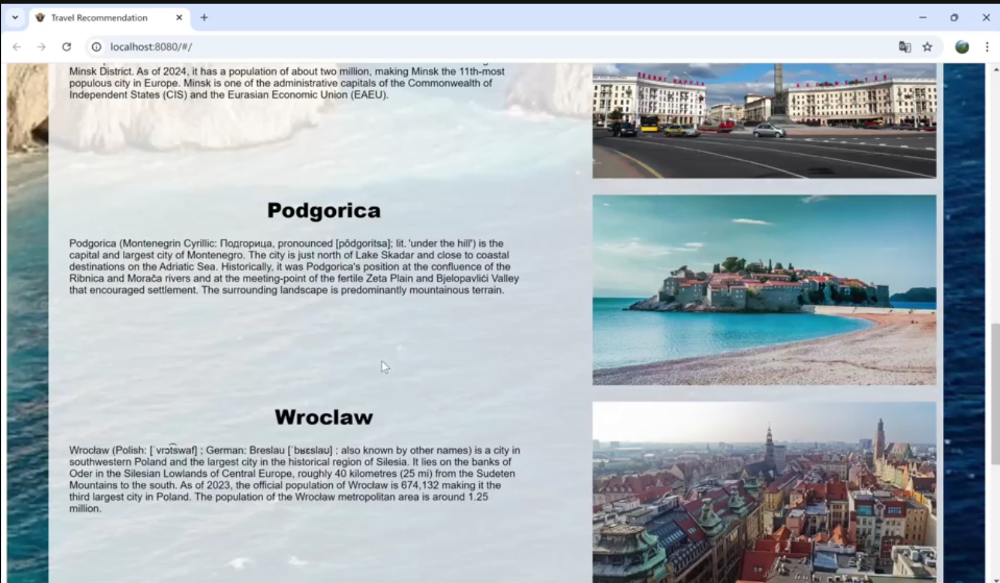 Travel Recommendation
localhost:8080/#/
Minsk District. As of 2024, it has a population of about two million, making Minsk the 11th-most
populous city in Europe. Minsk is one of the administrative capitals of the Commonwealth of
Independent States (CIS) and the Eurasian Economic Union (EAEU).
Podgorica
Podgorica (Montenegrin Cyrillic: Подгорица, pronounced [pǒdɡoritsa]; lit. 'under the hill') is the
capital and largest city of Montenegro. The city is just north of Lake Skadar and close to coastal
destinations on the Adriatic Sea. Historically, it was Podgorica's position at the confluence of the
Ribnica and Morača rivers and at the meeting-point of the fertile Zeta Plain and Bjelopavlići Valley
that encouraged settlement. The surrounding landscape is predominantly mountainous terrain.
Wroclaw
Wrocław (Polish: [ˈvrɔt͡swaf] ; German: Breslau [ˈbʁɛslaʊ] ; also known by other names) is a city in
southwestern Poland and the largest city in the historical region of Silesia. It lies on the banks of
Oder in the Silesian Lowlands of Central Europe, roughly 40 kilometres (25 mi) from the Sudeten
Mountains to the south. As of 2023, the official population of Wrocław is 674,132 making it the
third largest city in Poland. The population of the Wrocław metropolitan area is around 1.25
million.